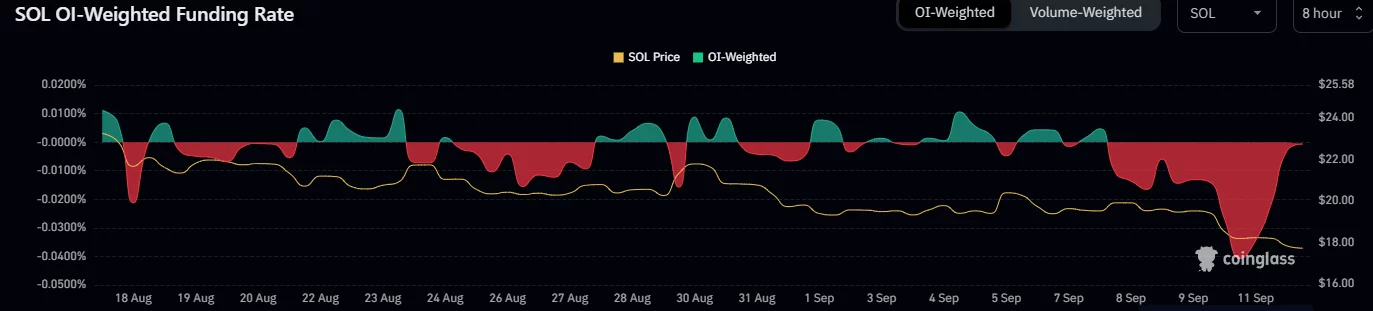 SOL OI-Weighted Funding Rate
OI-Weighted
Volume-Weighted
SOL
8 hour
SOL Price
OI-Weighted
0.0200%
0.0100%
-0.0000%
-0.0100%
-0.0200%
-0.0300%
-0.0400%
-0.0500%
$25.58
$24.00
$22.00
$20.00
$18.00
$16.00
coinglass
18 Aug 19 Aug 20 Aug 22 Aug 23 Aug 24 Aug 26 Aug 27 Aug 28 Aug 30 Aug 31 Aug 1 Sep 3 Sep 4 Sep 5 Sep 7 Sep 8 Sep 9 Sep 11 Sep